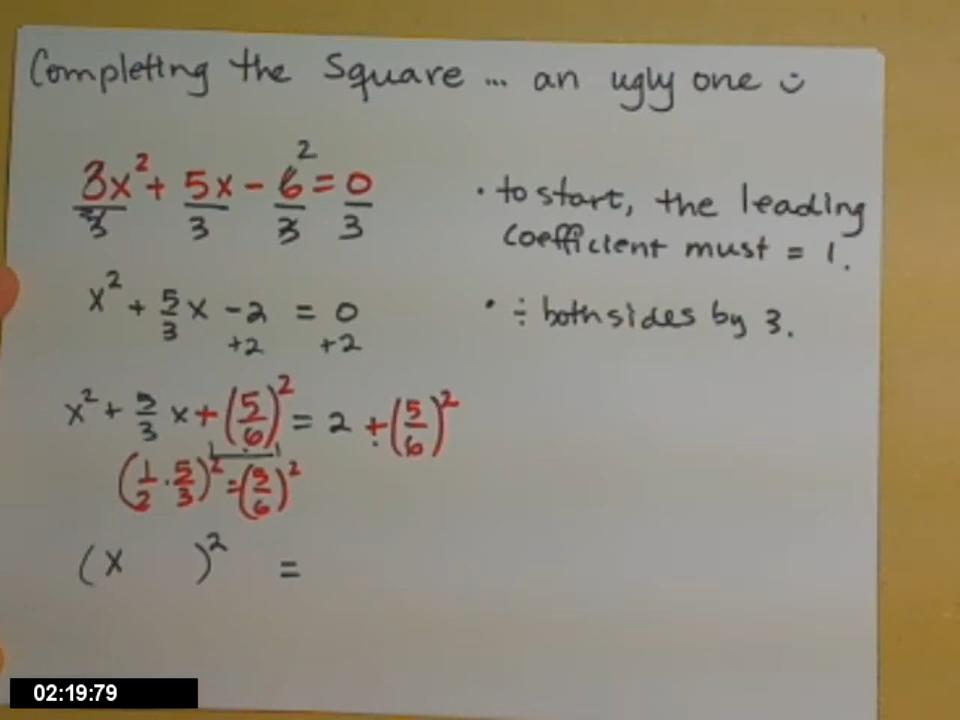 Completing the Square ... an ugly one ☺
3x² + 5x - 6 = 0
2
3 3 3 3
• to start, the leading
coefficient must = 1.
x² + 5/3 x - 2 = 0
+2 +2
• ÷ both sides by 3.
x² + 5/3 x + (5/6)² = 2 + (5/6)²
(1/2 · 5/3)² = (5/6)²
(x )² =
02:19:79